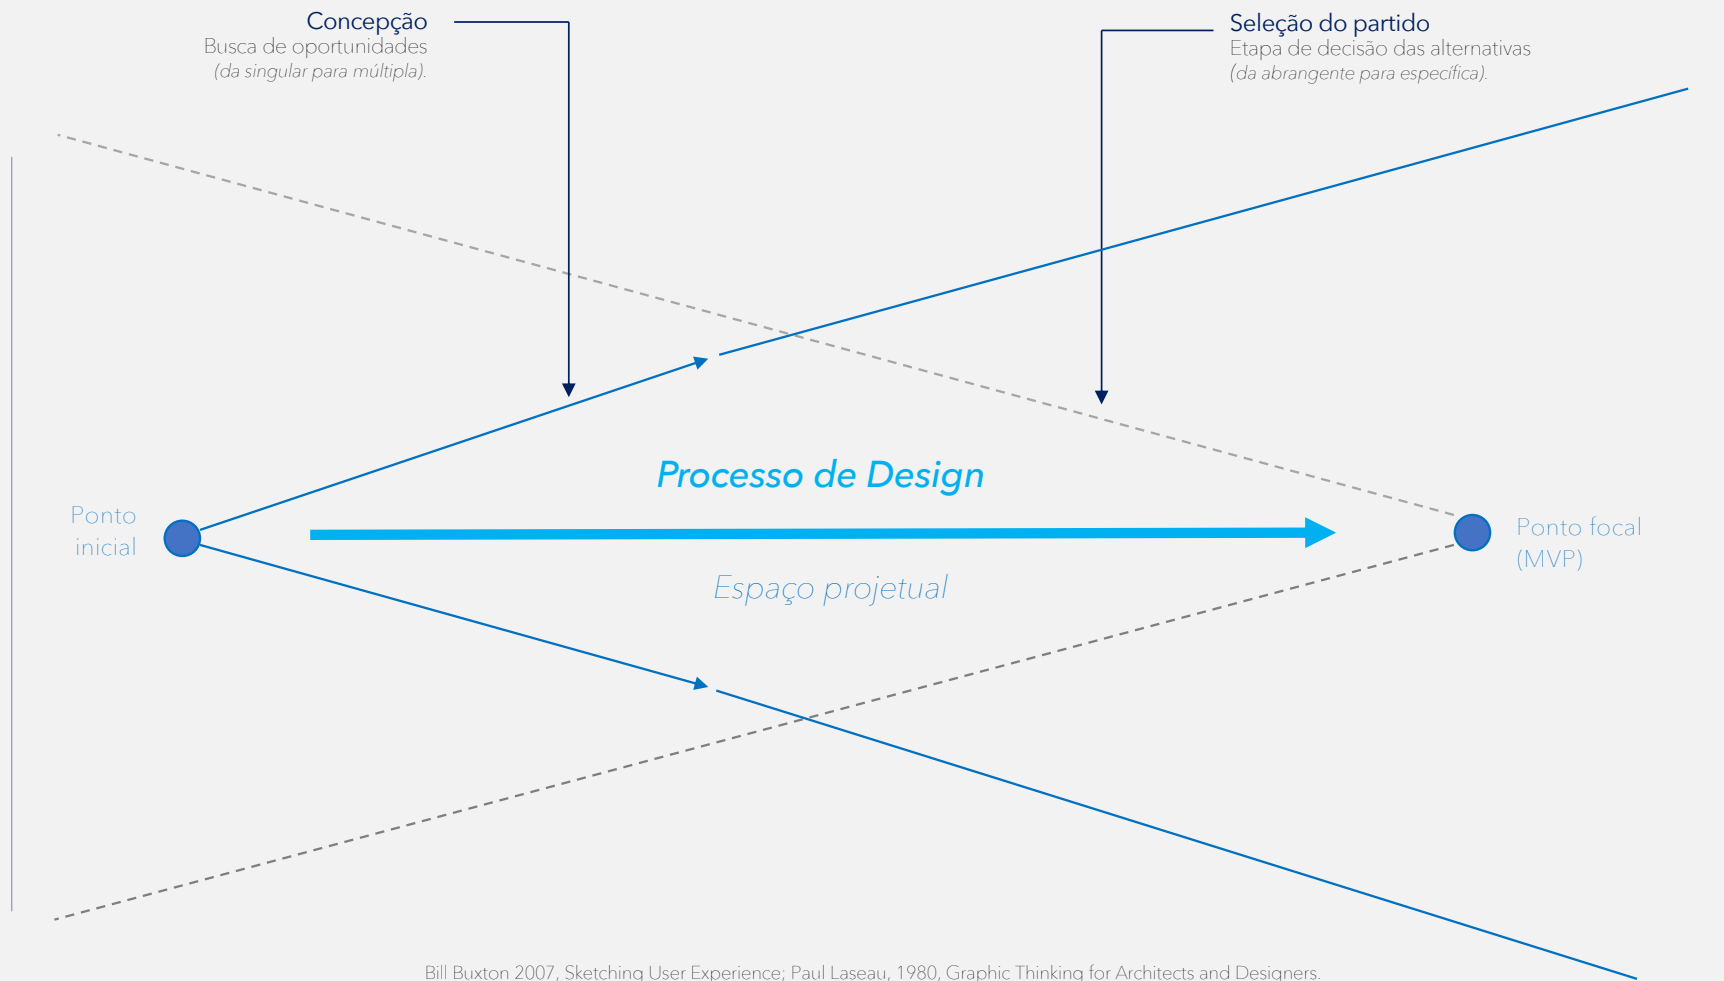 Concepção
Busca de oportunidades
(da singular para múltipla).
Seleção do partido
Etapa de decisão das alternativas
(da abrangente para específica).
Processo de Design
Ponto
inicial
Ponto focal
(MVP)
Espaço projetual
Bill Buxton 2007, Sketching User Experience; Paul Laseau, 1980, Graphic Thinking for Architects and Designers.